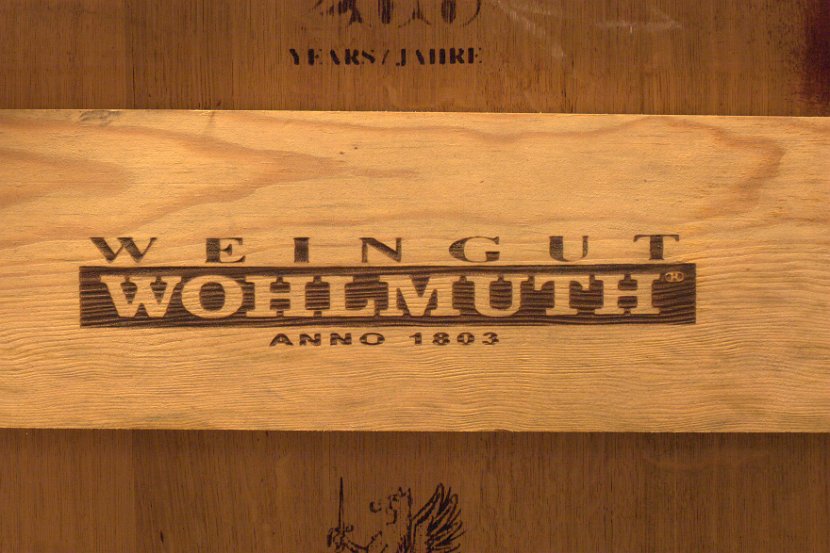 YEARS/JAHRE
WEINGUT
WOHLMUTH
ANNO 1803